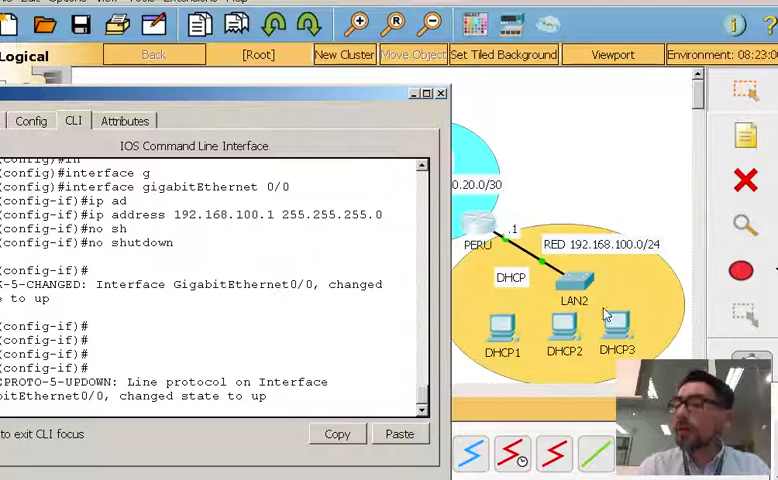 Logical
Back
[Root]
New Cluster
Move Object
Set Tiled Background
Viewport
Environment: 08:23:0
Config
CLI
Attributes
IOS Command Line Interface
(config)#in
(config)#interface g
(config)#interface gigabitEthernet 0/0
(config-if)#ip ad
(config-if)#ip address 192.168.100.1 255.255.255.0
(config-if)#no sh
(config-if)#no shutdown
(config-if)#
K-5-CHANGED: Interface GigabitEthernet0/0, changed
e to up
(config-if)#
(config-if)#
(config-if)#
CPROTO-5-UPDOWN: Line protocol on Interface
bitEthernet0/0, changed state to up
to exit CLI focus
Copy
Paste
0.20.0/30
.1
PERU
RED 192.168.100.0/24
DHCP
LAN2
DHCP1
DHCP2
DHCP3